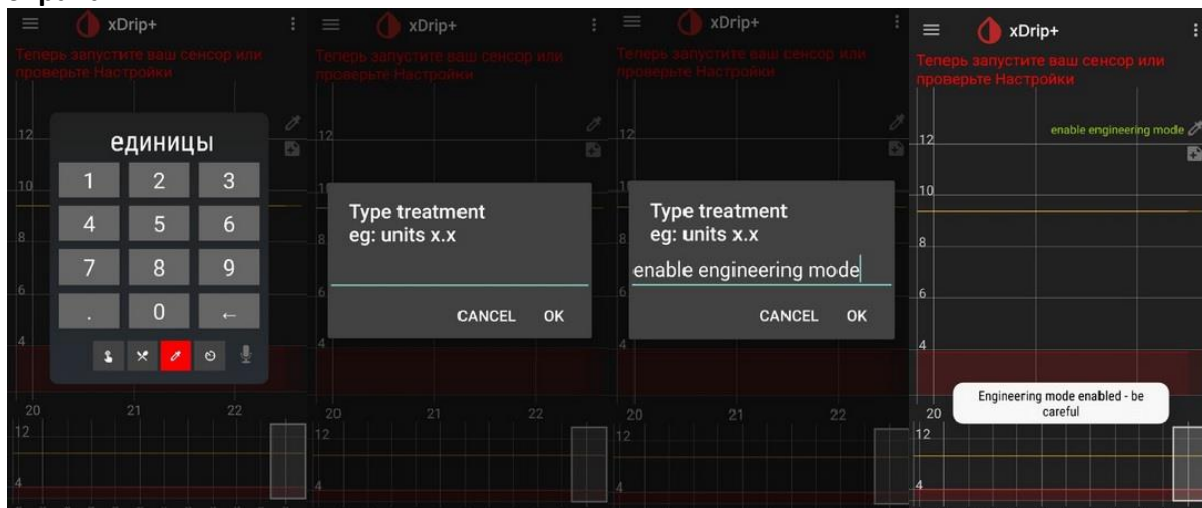 xDrip+
Теперь запустите ваш сенсор или
проверьте Настройки
12
10
8
6
4
единицы
1 2 3
4 5 6
7 8 9
. 0 ←
20 21 22
12
4
xDrip+
Теперь запустите ваш сенсор или
проверьте Настройки
12
10
8
6
4
Type treatment
eg: units x.x
CANCEL OK
20 21 22
12
4
xDrip+
Теперь запустите ваш сенсор или
проверьте Настройки
12
10
8
6
4
Type treatment
eg: units x.x
enable engineering mode
CANCEL OK
20 21 22
12
4
xDrip+
Теперь запустите ваш сенсор или
проверьте Настройки
enable engineering mode
12
10
8
6
4
Engineering mode enabled - be
careful
20
12
4